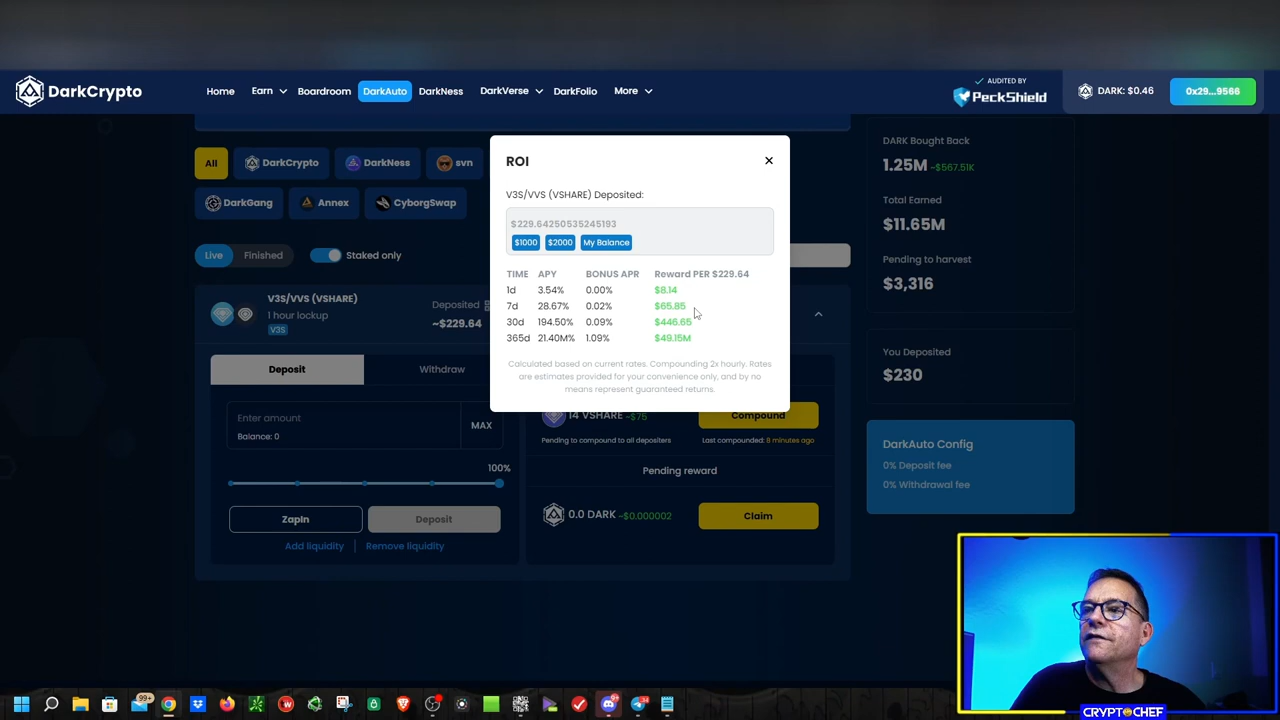 DarkCrypto
Home
Earn
Boardroom
DarkAuto
DarkNess
DarkVerse
DarkFolio
More
AUDITED BY
PeckShield
DARK: $0.46
0x29...9566
All
DarkCrypto
DarkNess
svn
DarkGang
Annex
CyborgSwap
Live
Finished
Staked only
V3S/VVS (VSHARE)
1 hour lockup
V3S
Deposited
~$229.64
ROI
V3S/VVS (VSHARE) Deposited:
$229.64250535245193
$1000
$2000
My Balance
TIME APY BONUS APR Reward PER $229.64
1d 3.54% 0.00% $8.14
7d 28.67% 0.02% $65.85
30d 194.50% 0.09% $446.65
365d 21.40M% 1.09% $49.15M
Calculated based on current rates. Compounding 2x hourly. Rates
are estimates provided for your convenience only, and by no
means represent guaranteed returns.
Deposit
Withdraw
Enter amount
Balance: 0
MAX
100%
ZapIn
Deposit
Add liquidity
Remove liquidity
14 VSHARE ~$75
Compound
Pending to compound to all depositers
Last compounded: 8 minutes ago
Pending reward
0.0 DARK ~$0.000002
Claim
DARK Bought Back
1.25M ~$567.51K
Total Earned
$11.65M
Pending to harvest
$3,316
You Deposited
$230
DarkAuto Config
0% Deposit fee
0% Withdrawal fee
99+
CRYPTO CHEF